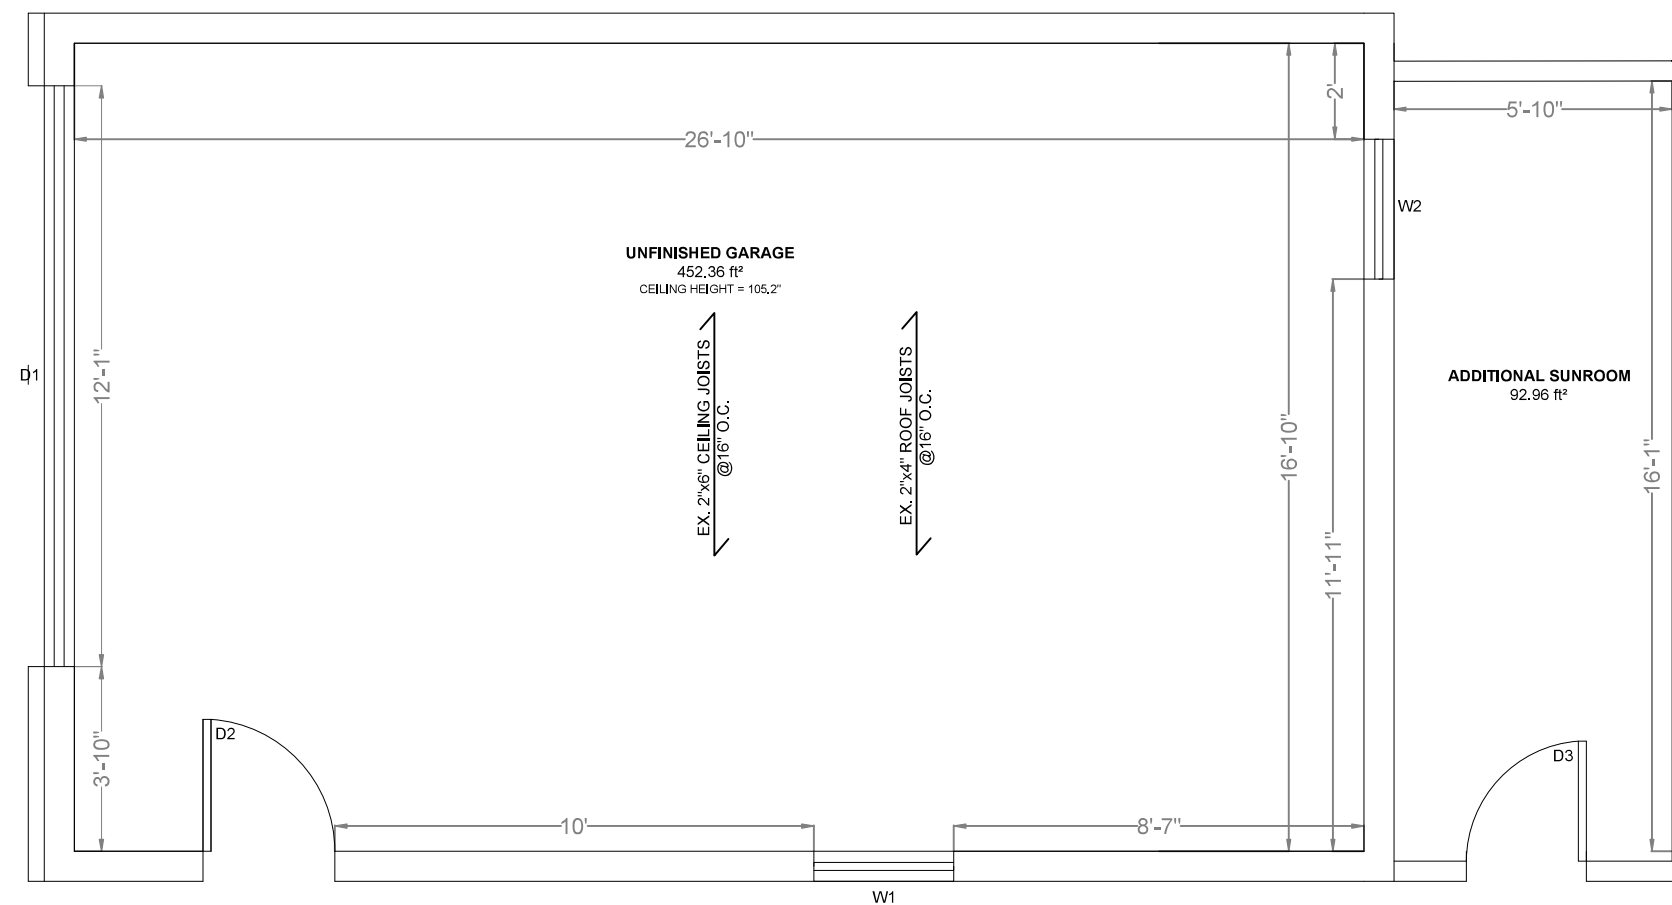 2'
5'-10"
26'-10"
W2
UNFINISHED GARAGE
452.36 ft²
CEILING HEIGHT = 105.2"
D1
12'-1"
EX. 2"x6" CEILING JOISTS
@16" O.C.
EX. 2"x4" ROOF JOISTS
@16" O.C.
16'-10"
ADDITIONAL SUNROOM
92.96 ft²
16'-1"
11'-11"
D2
3'-10"
D3
10'
8'-7"
W1